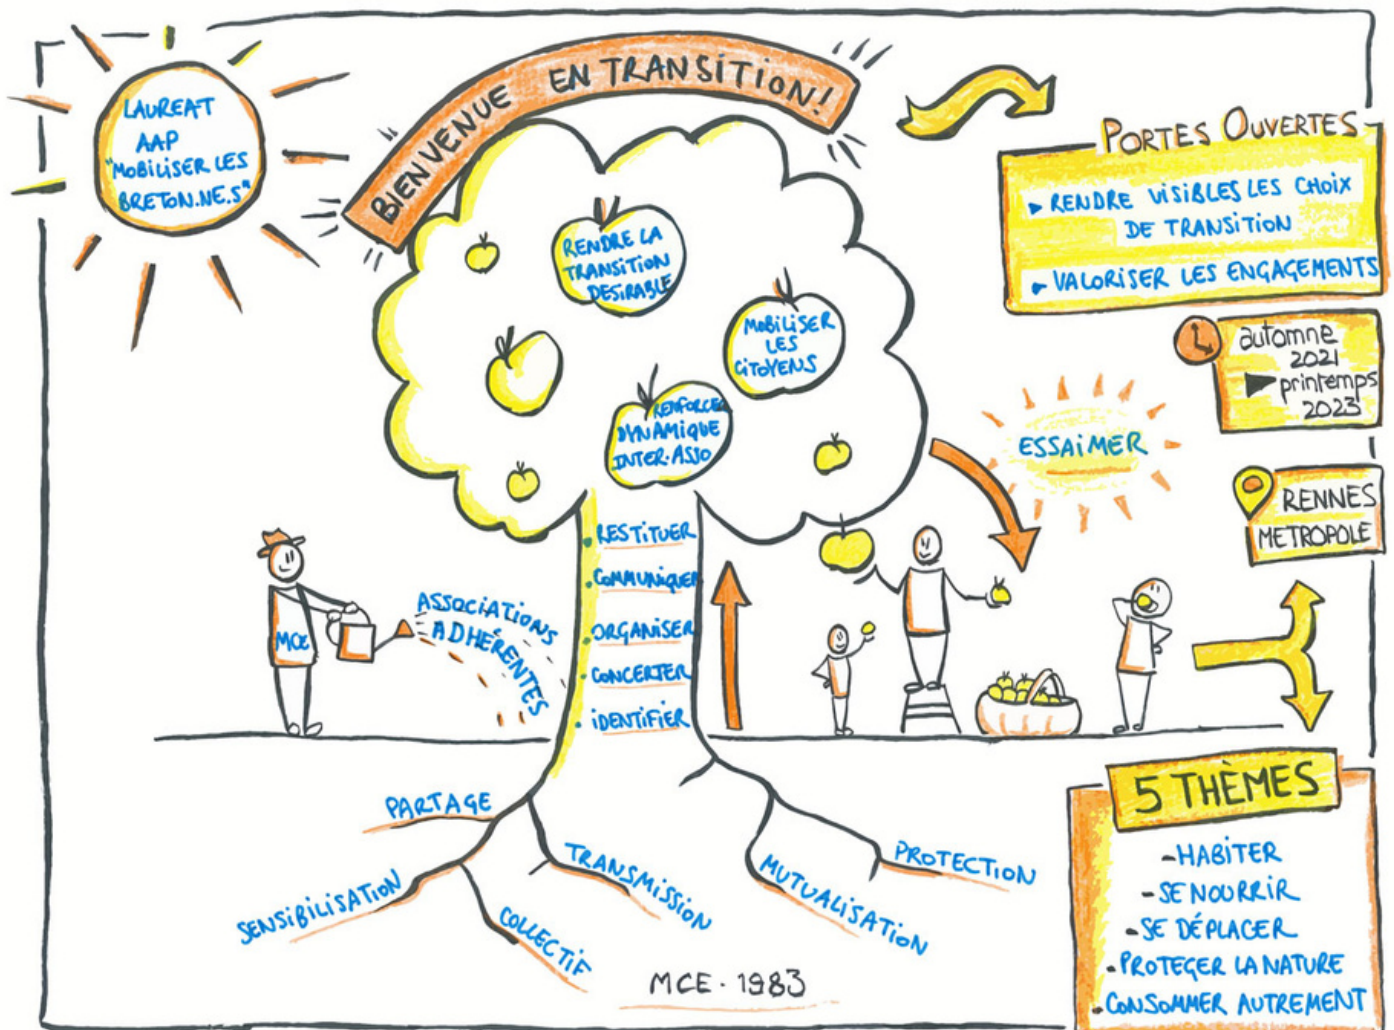 BIENVENUE EN TRANSITION!
LAUREAT
AAP
"MOBILISER LES
BRETON.NE.S"
PORTES OUVERTES
RENDRE VISIBLES LES CHOIX
DE TRANSITION
VALORISER LES ENGAGEMENTS
automne
2021
printemps
2023
RENNES
METROPOLE
RENDRE LA
TRANSITION
DESIRABLE
MOBILISER
LES
CITOYENS
RENFORCER
DYNAMIQUE
INTER.ASSO
ESSAIMER
MCE
ASSOCIATIONS
ADHÉRENTES
• RESTITUER
• COMMUNIQUER
• ORGANISER
• CONCERTER
• IDENTIFIER
PARTAGE
SENSIBILISATION
COLLECTIF
TRANSMISSION
MUTUALISATION
PROTECTION
MCE · 1983
5 THÈMES
- HABITER
- SE NOURRIR
- SE DÉPLACER
- PROTEGER LA NATURE
- CONSOMMER AUTREMENT